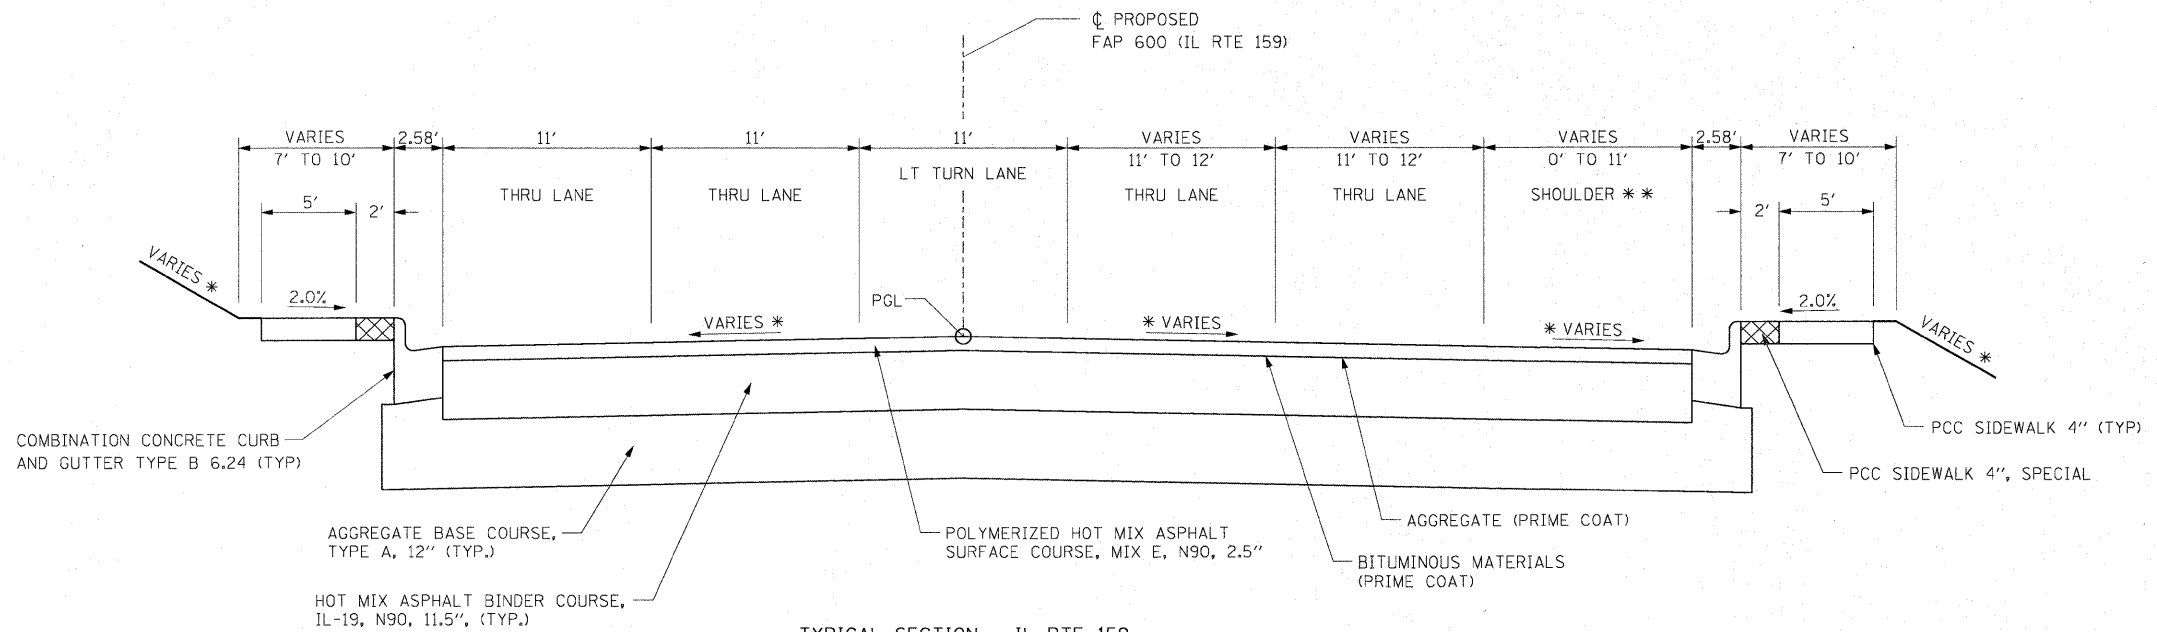 ℄ PROPOSED
FAP 600 (IL RTE 159)
VARIES
7' TO 10'
2.58'
11'
THRU LANE
11'
THRU LANE
11'
LT TURN LANE
VARIES
11' TO 12'
THRU LANE
VARIES
11' TO 12'
THRU LANE
VARIES
0' TO 11'
SHOULDER * *
2.58'
VARIES
7' TO 10'
5'
2'
2'
5'
VARIES *
2.0%
VARIES *
PGL
* VARIES
* VARIES
2.0%
VARIES *
COMBINATION CONCRETE CURB
AND GUTTER TYPE B 6.24 (TYP)
PCC SIDEWALK 4" (TYP)
PCC SIDEWALK 4", SPECIAL
AGGREGATE BASE COURSE,
TYPE A, 12" (TYP.)
POLYMERIZED HOT MIX ASPHALT
SURFACE COURSE, MIX E, N90, 2.5"
AGGREGATE (PRIME COAT)
BITUMINOUS MATERIALS
(PRIME COAT)
HOT MIX ASPHALT BINDER COURSE,
IL-19, N90, 11.5", (TYP.)
TYPICAL SECTION IL RTE 159